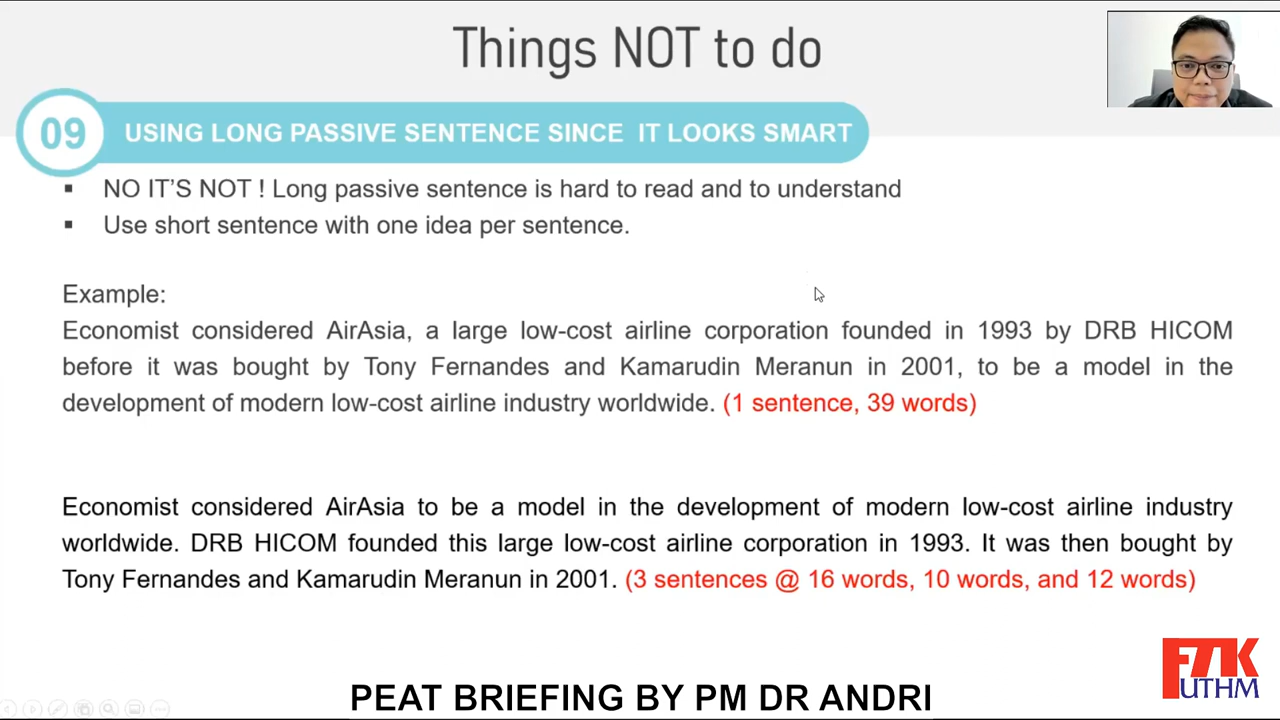 Things NOT to do
09
USING LONG PASSIVE SENTENCE SINCE IT LOOKS SMART
▪ NO IT'S NOT ! Long passive sentence is hard to read and to understand
▪ Use short sentence with one idea per sentence.
Example:
Economist considered AirAsia, a large low-cost airline corporation founded in 1993 by DRB HICOM
before it was bought by Tony Fernandes and Kamarudin Meranun in 2001, to be a model in the
development of modern low-cost airline industry worldwide. (1 sentence, 39 words)
Economist considered AirAsia to be a model in the development of modern low-cost airline industry
worldwide. DRB HICOM founded this large low-cost airline corporation in 1993. It was then bought by
Tony Fernandes and Kamarudin Meranun in 2001. (3 sentences @ 16 words, 10 words, and 12 words)
FTK
UTHM
PEAT BRIEFING BY PM DR ANDRI